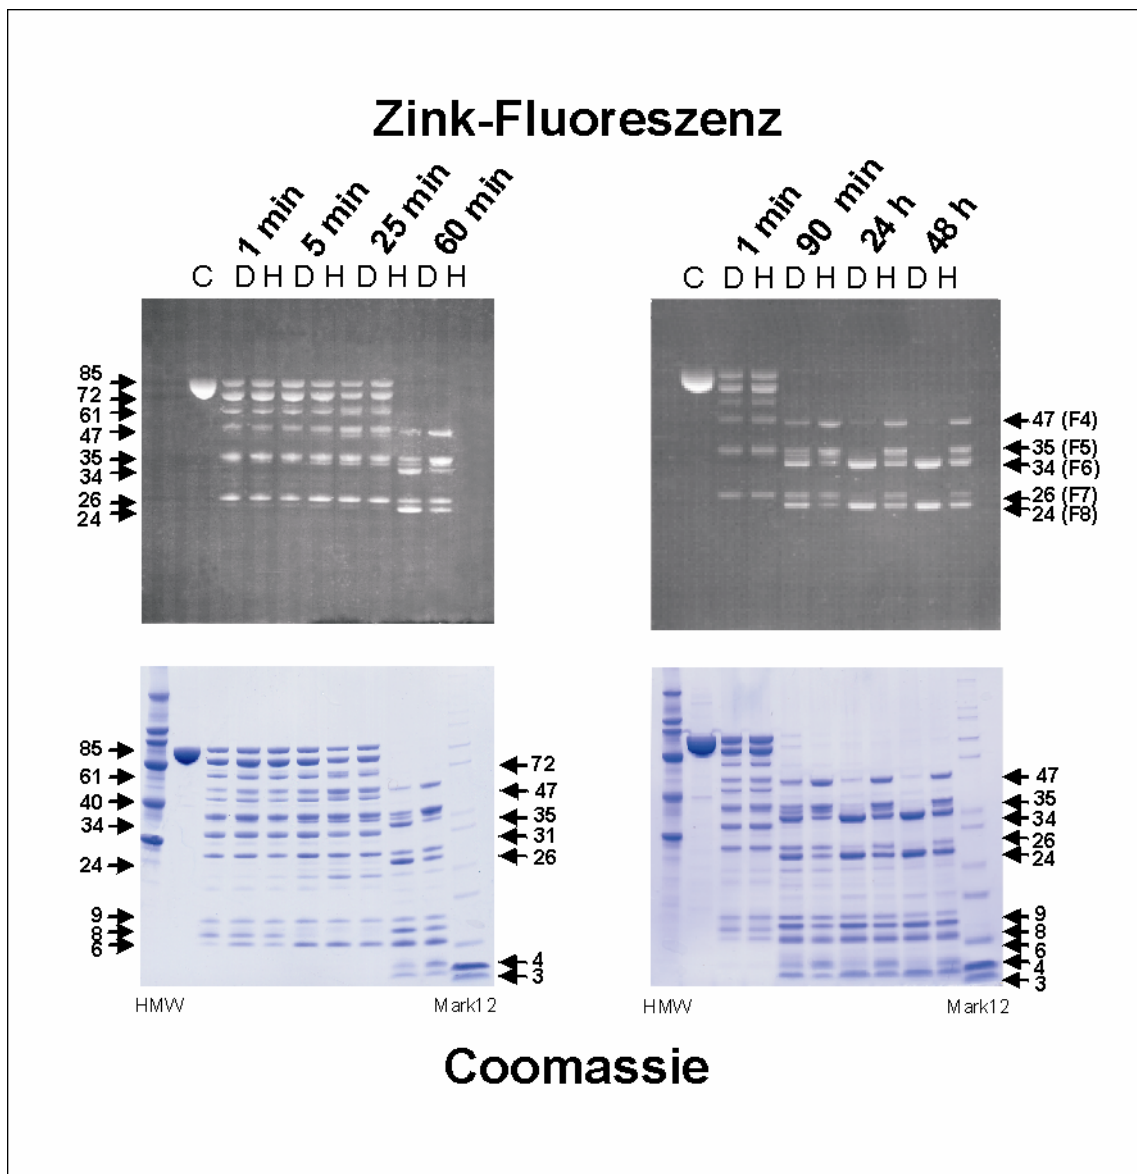 Zink-Fluoreszenz
1 min 5 min 25 min 60 min
C D H D H D H D H
1 min 90 min 24 h 48 h
C D H D H D H D H
85
72
61
47
35
34
26
24
47 (F4)
35 (F5)
34 (F6)
26 (F7)
24 (F8)
85
61
40
34
24
9
8
6
72
47
35
31
26
4
3
47
35
34
26
24
9
8
6
4
3
HMW Mark12
HMW Mark12
Coomassie